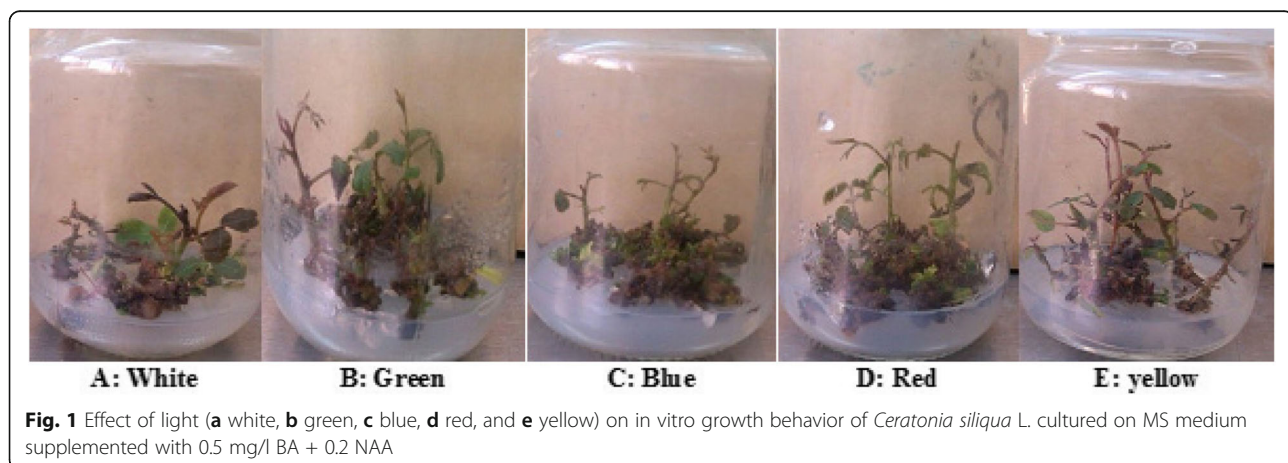 A: White
B: Green
C: Blue
D: Red
E: yellow
Fig. 1 Effect of light (a white, b green, c blue, d red, and e yellow) on in vitro growth behavior of Ceratonia siliqua L. cultured on MS medium
supplemented with 0.5 mg/l BA + 0.2 NAA